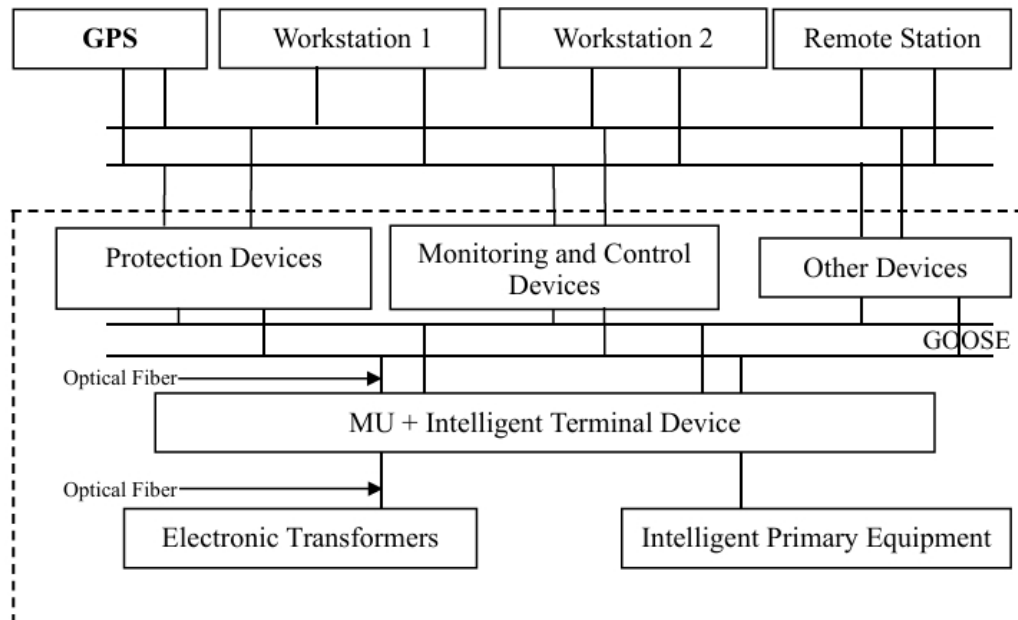 GPS
Workstation 1
Workstation 2
Remote Station
Protection Devices
Monitoring and Control
Devices
Other Devices
GOOSE
Optical Fiber
MU + Intelligent Terminal Device
Optical Fiber
Electronic Transformers
Intelligent Primary Equipment